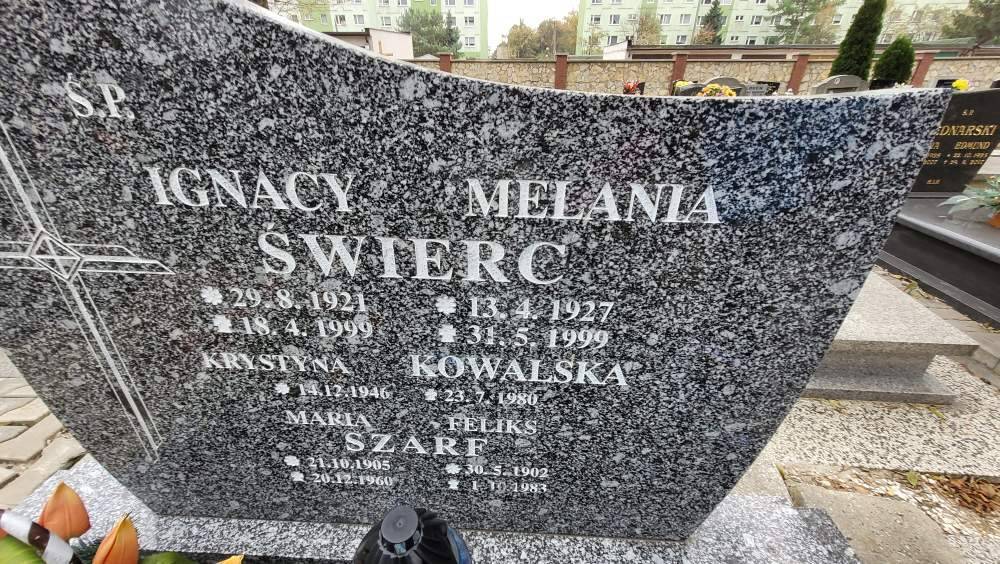 Ś.P.
IGNACY MELANIA
ŚWIERC
29.8.1921 13.4.1927
18.4.1999 31.5.1999
KRYSTYNA KOWALSKA
14.12.1946 23.7.1980
MARIA FELIKS
SZARF
21.10.1905 30.5.1902
20.12.1960 1.10.1983
Ś.P.
EDMUND